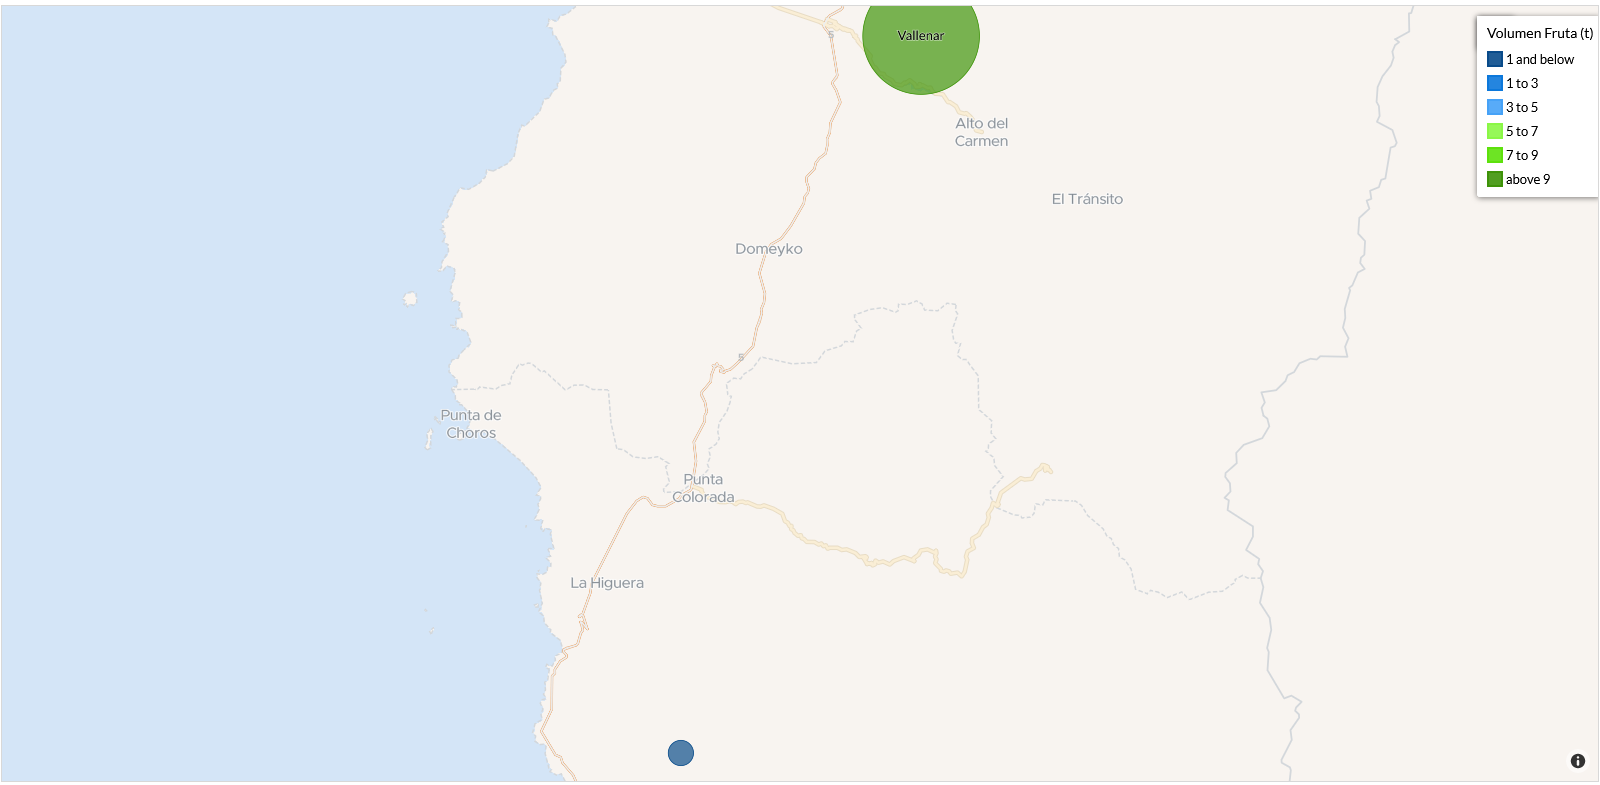 5
Vallenar
Volumen Fruta (t)
1 and below
1 to 3
3 to 5
5 to 7
7 to 9
above 9
Alto del
Carmen
El Tránsito
Domeyko
5
Punta de
Choros
Punta
Colorada
La Higuera